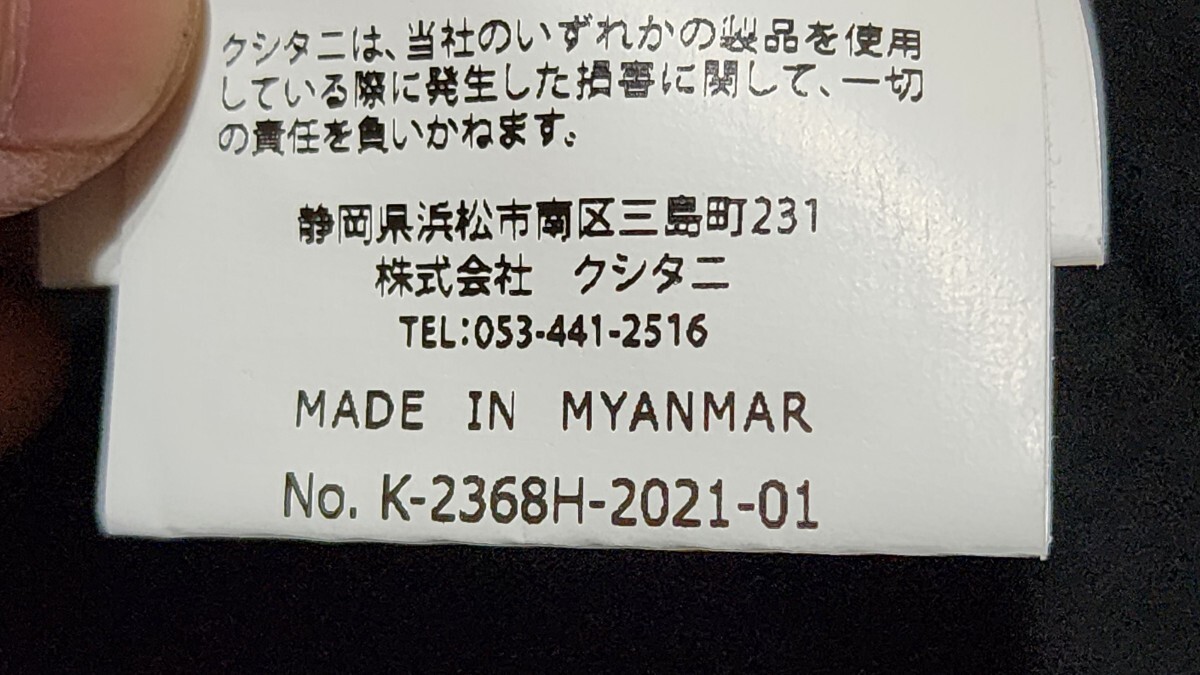 クシタニは、当社のいずれかの製品を使用
している際に発生した損害に関して、一切
の責任を負いかねます。
静岡県浜松市南区三島町231
株式会社　クシタニ
TEL:053-441-2516
MADE IN MYANMAR
No. K-2368H-2021-01